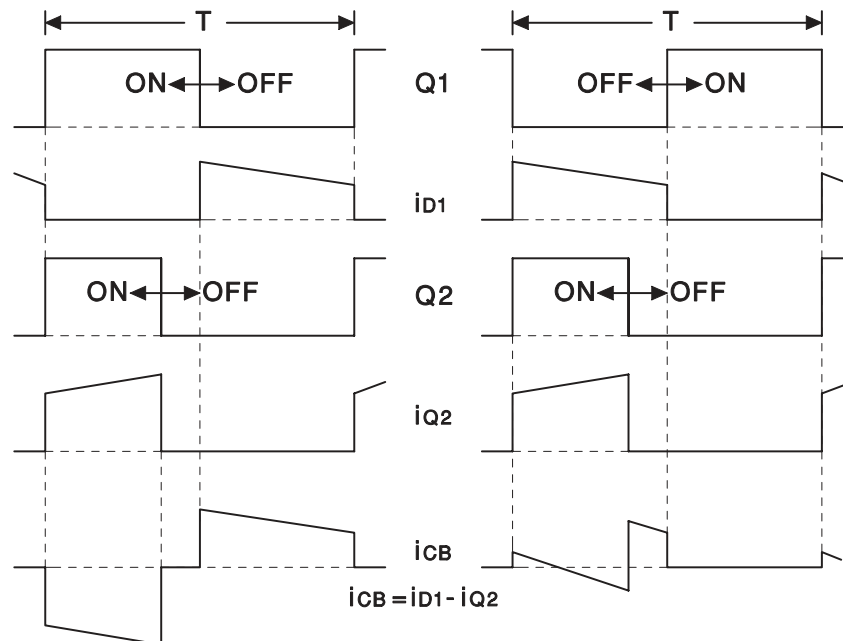 T T
ON OFF Q1 OFF ON
iD1
ON OFF Q2 ON OFF
iQ2
iCB
iCB = iD1 - iQ2